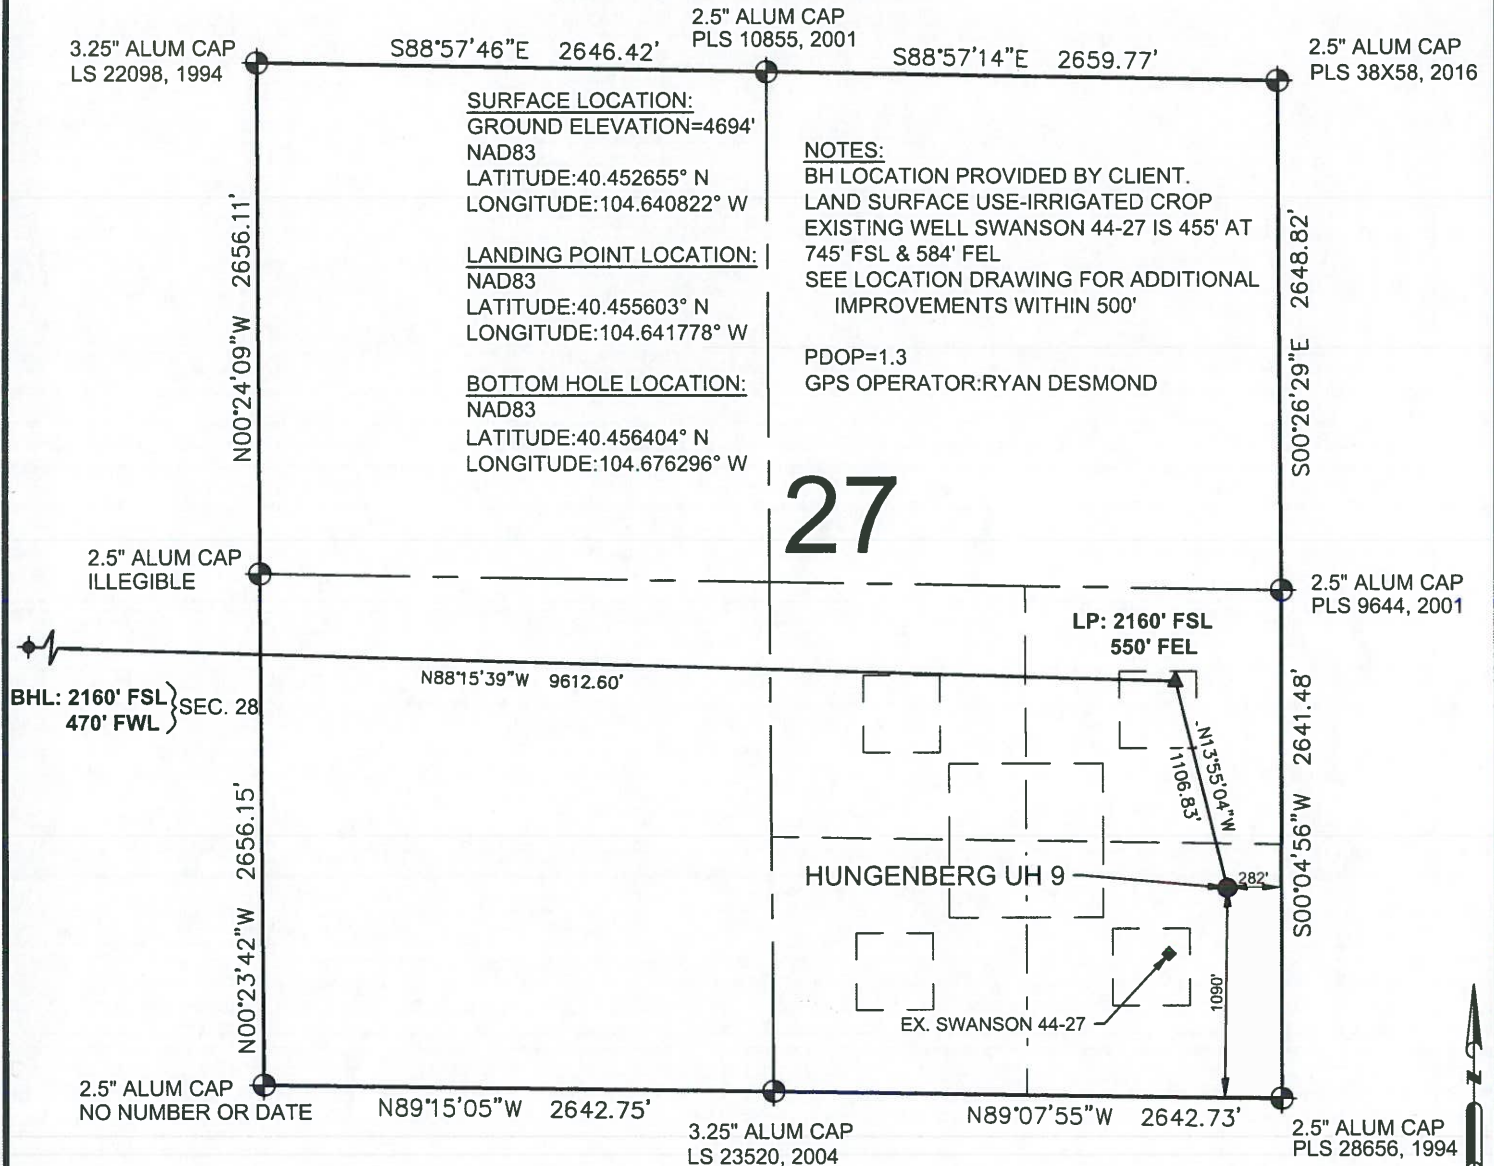 2.5" ALUM CAP
PLS 10855, 2001
3.25" ALUM CAP
LS 22098, 1994
S88°57'46"E 2646.42'
S88°57'14"E 2659.77'
2.5" ALUM CAP
PLS 38X58, 2016
SURFACE LOCATION:
GROUND ELEVATION=4694'
NAD83
LATITUDE:40.452655° N
LONGITUDE:104.640822° W
LANDING POINT LOCATION:
NAD83
LATITUDE:40.455603° N
LONGITUDE:104.641778° W
BOTTOM HOLE LOCATION:
NAD83
LATITUDE:40.456404° N
LONGITUDE:104.676296° W
NOTES:
BH LOCATION PROVIDED BY CLIENT.
LAND SURFACE USE-IRRIGATED CROP
EXISTING WELL SWANSON 44-27 IS 455' AT
745' FSL & 584' FEL
SEE LOCATION DRAWING FOR ADDITIONAL
IMPROVEMENTS WITHIN 500'
PDOP=1.3
GPS OPERATOR:RYAN DESMOND
N00°24'09"W 2656.11'
S00°26'29"E 2648.82'
27
2.5" ALUM CAP
ILLEGIBLE
2.5" ALUM CAP
PLS 9644, 2001
LP: 2160' FSL
550' FEL
N88°15'39"W 9612.60'
BHL: 2160' FSL
470' FWL
SEC. 28
N13°55'04"W
1106.83'
S00°04'56"W 2641.48'
N00°23'42"W 2656.15'
HUNGENBERG UH 9
282'
1090'
EX. SWANSON 44-27
2.5" ALUM CAP
NO NUMBER OR DATE
N89°15'05"W 2642.75'
N89°07'55"W 2642.73'
3.25" ALUM CAP
LS 23520, 2004
2.5" ALUM CAP
PLS 28656, 1994
N